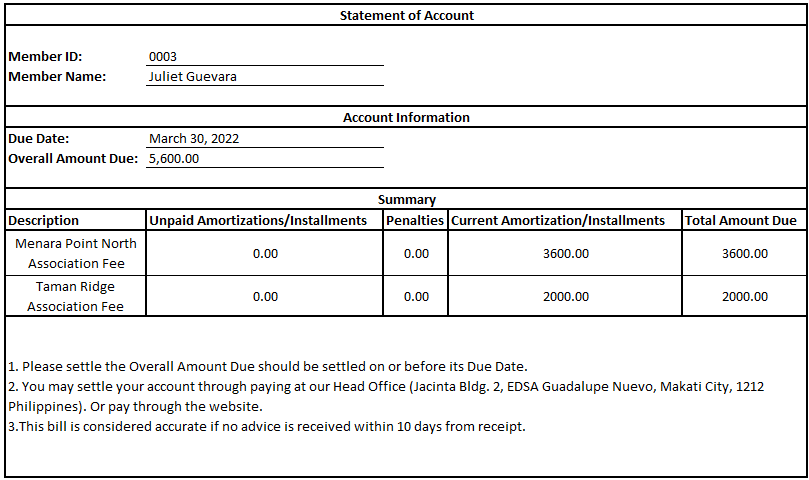 Statement of Account
Member ID: 0003
Member Name: Juliet Guevara
Account Information
Due Date: March 30, 2022
Overall Amount Due: 5,600.00
Summary
Description Unpaid Amortizations/Installments Penalties Current Amortization/Installments Total Amount Due
Menara Point North
Association Fee 0.00 0.00 3600.00 3600.00
Taman Ridge
Association Fee 0.00 0.00 2000.00 2000.00
1. Please settle the Overall Amount Due should be settled on or before its Due Date.
2. You may settle your account through paying at our Head Office (Jacinta Bldg. 2, EDSA Guadalupe Nuevo, Makati City, 1212
Philippines). Or pay through the website.
3.This bill is considered accurate if no advice is received within 10 days from receipt.